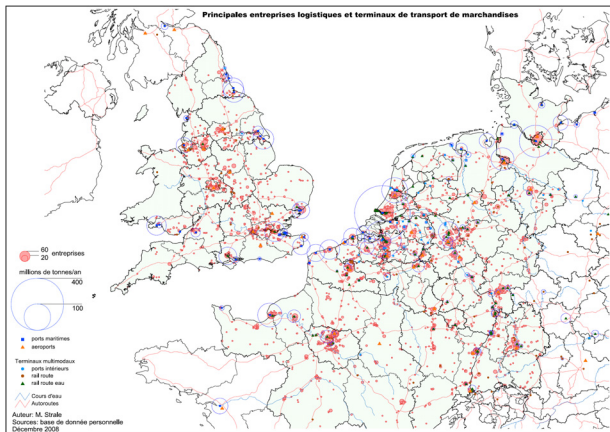 Principales entreprises logistiques et terminaux de transport de marchandises
60
20
entreprises
millions de tonnes/an
400
100
ports maritimes
aeroports
Terminaux multimodaux
ports intérieurs
rail route
rail route eau
Cours d'eau
Autoroutes
Auteur: M. Strale
Sources: base de donnée personnelle
Décembre 2008